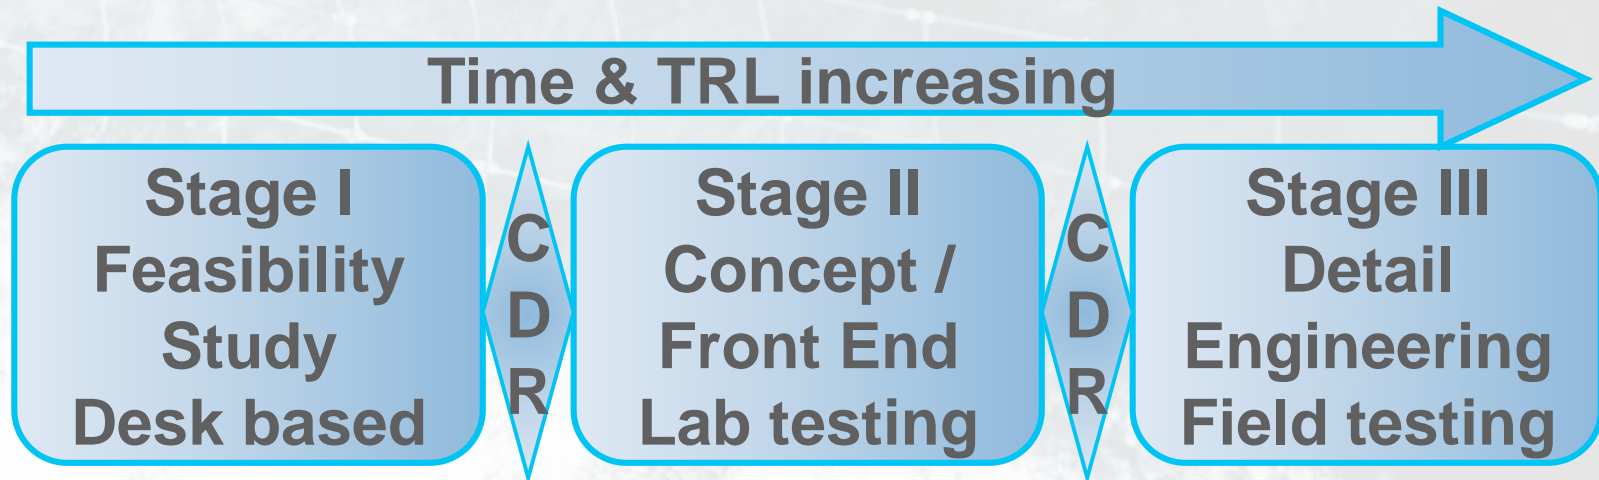 Time & TRL increasing
Stage I
Feasibility
Study
Desk based
C
D
R
Stage II
Concept /
Front End
Lab testing
C
D
R
Stage III
Detail
Engineering
Field testing